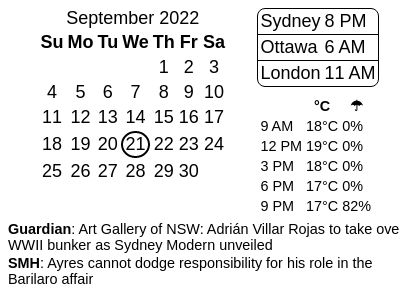 September 2022
Su Mo Tu We Th Fr Sa
1 2 3
4 5 6 7 8 9 10
11 12 13 14 15 16 17
18 19 20 21 22 23 24
25 26 27 28 29 30
Sydney 8 PM
Ottawa 6 AM
London 11 AM
°C ☂
9 AM 18°C 0%
12 PM 19°C 0%
3 PM 18°C 0%
6 PM 17°C 0%
9 PM 17°C 82%
Guardian: Art Gallery of NSW: Adrián Villar Rojas to take ove
WWII bunker as Sydney Modern unveiled
SMH: Ayres cannot dodge responsibility for his role in the
Barilaro affair